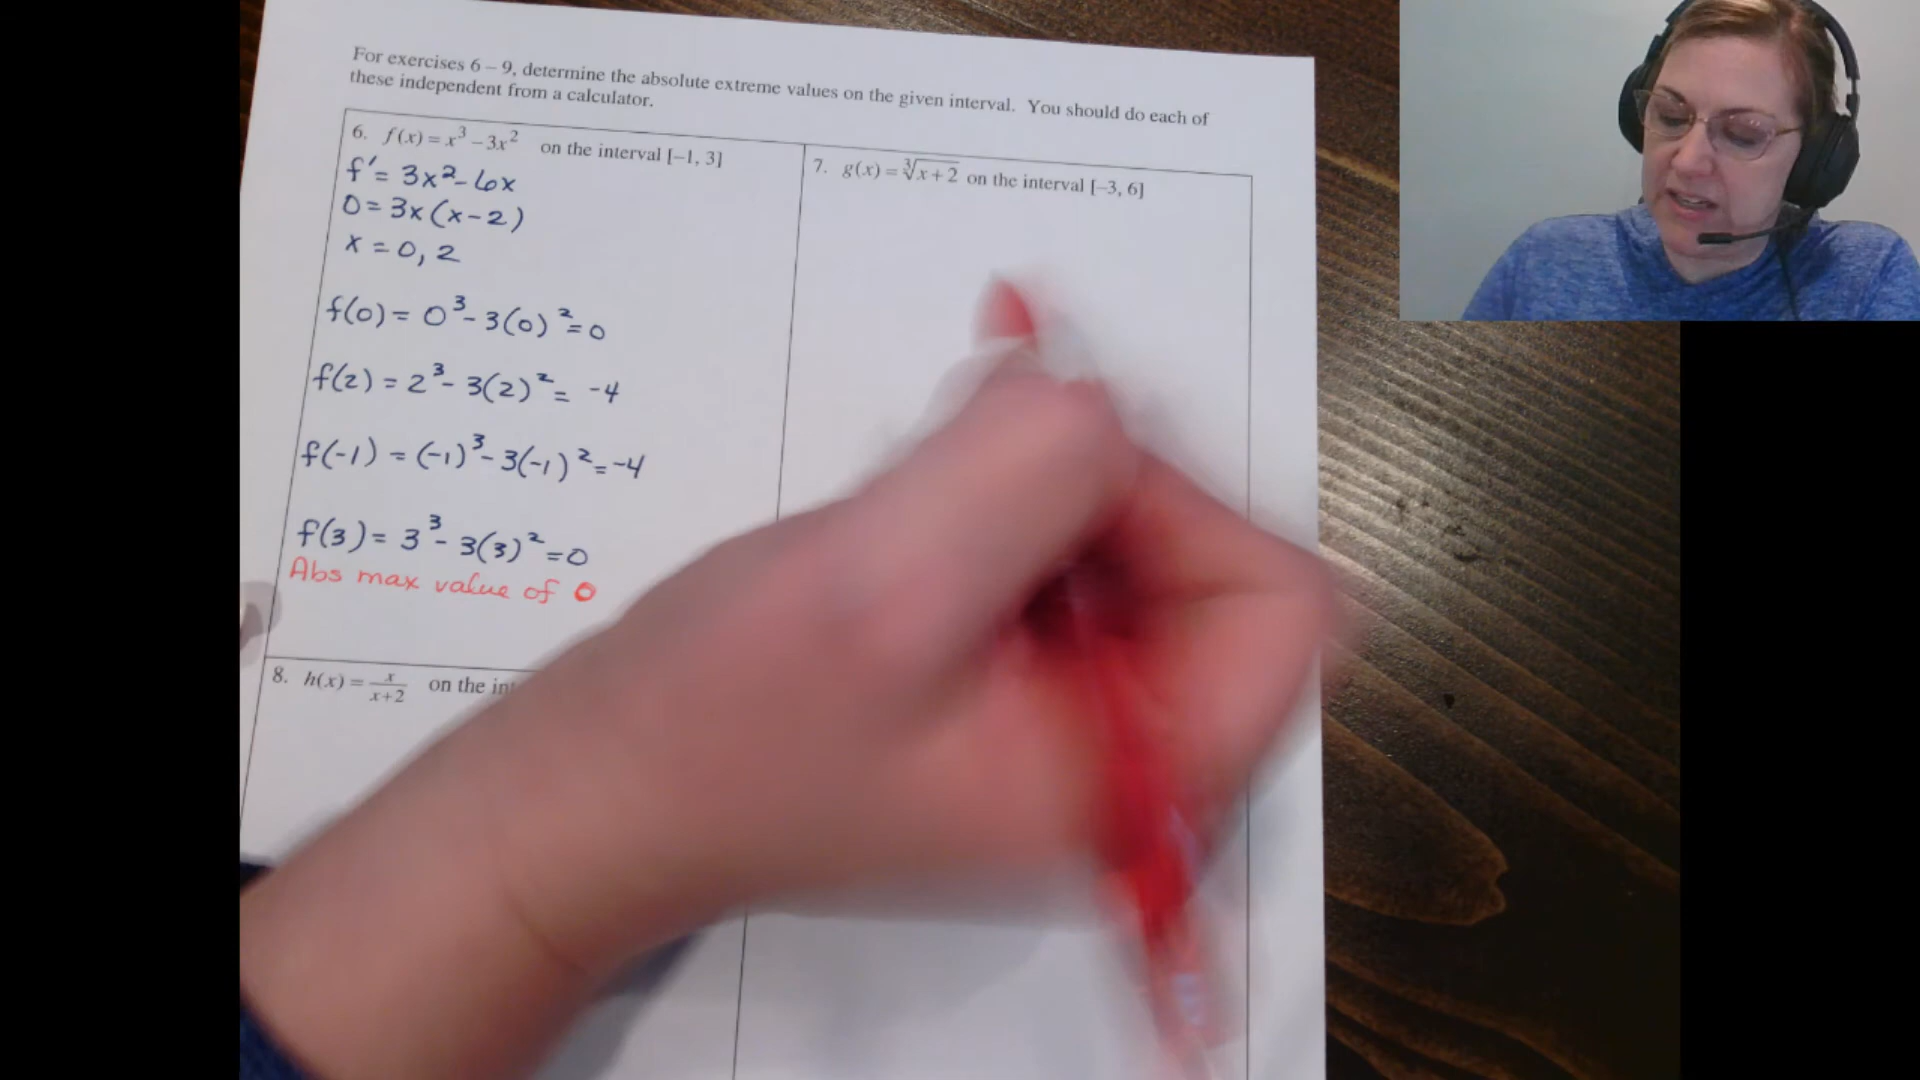 For exercises 6 – 9, determine the absolute extreme values on the given interval. You should do each of
these independent from a calculator.
6. f(x) = x³ – 3x² on the interval [–1, 3]
f' = 3x² - 6x
0 = 3x(x - 2)
x = 0, 2
f(0) = 0³ - 3(0)² = 0
f(2) = 2³ - 3(2)² = -4
f(-1) = (-1)³ - 3(-1)² = -4
f(3) = 3³ - 3(3)² = 0
Abs max value of 0
7. g(x) = ∛(x + 2) on the interval [–3, 6]
8. h(x) = x/(x+2) on the